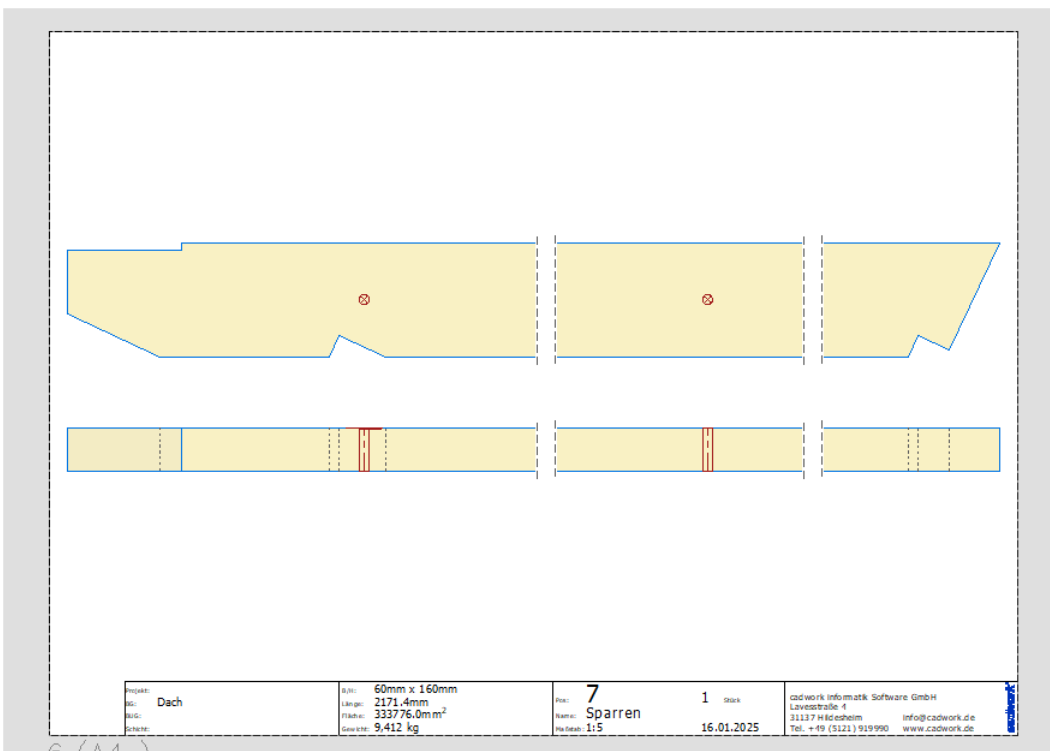 Projekt:
BG: Dach
BUG:
Schicht:
B/H: 60mm x 160mm
Länge: 2171.4mm
Fläche: 333776.0mm²
Gewicht: 9,412 kg
Pos: 7 1 Stück
Name: Sparren
Maßstab: 1:5 16.01.2025
cadwork informatik Software GmbH
Lavesstraße 4
31137 Hildesheim info@cadwork.de
Tel. +49 (5121) 919990 www.cadwork.de